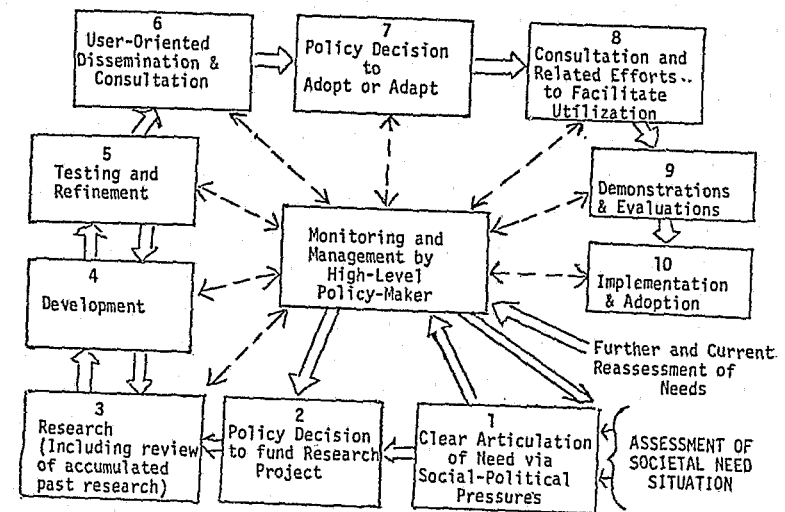 6
User-Oriented
Dissemination &
Consultation
7
Policy Decision
to
Adopt or Adapt
8
Consultation and
Related Efforts
to Facilitate
Utilization
5
Testing and
Refinement
9
Demonstrations
& Evaluations
Monitoring and
Management by
High-Level
Policy-Maker
4
Development
10
Implementation
& Adoption
Further and Current
Reassessment of
Needs
3
Research
(Including review
of accumulated
past research)
2
Policy Decision
to fund Research
Project
1
Clear Articulation
of Need via
Social-Political
Pressures
ASSESSMENT OF
SOCIETAL NEED
SITUATION